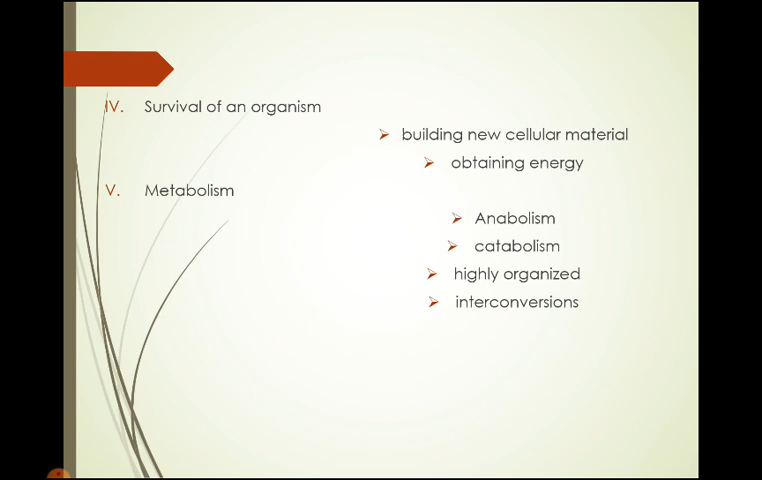 IV. Survival of an organism
➢ building new cellular material
➢ obtaining energy
V. Metabolism
➢ Anabolism
➢ catabolism
➢ highly organized
➢ interconversions